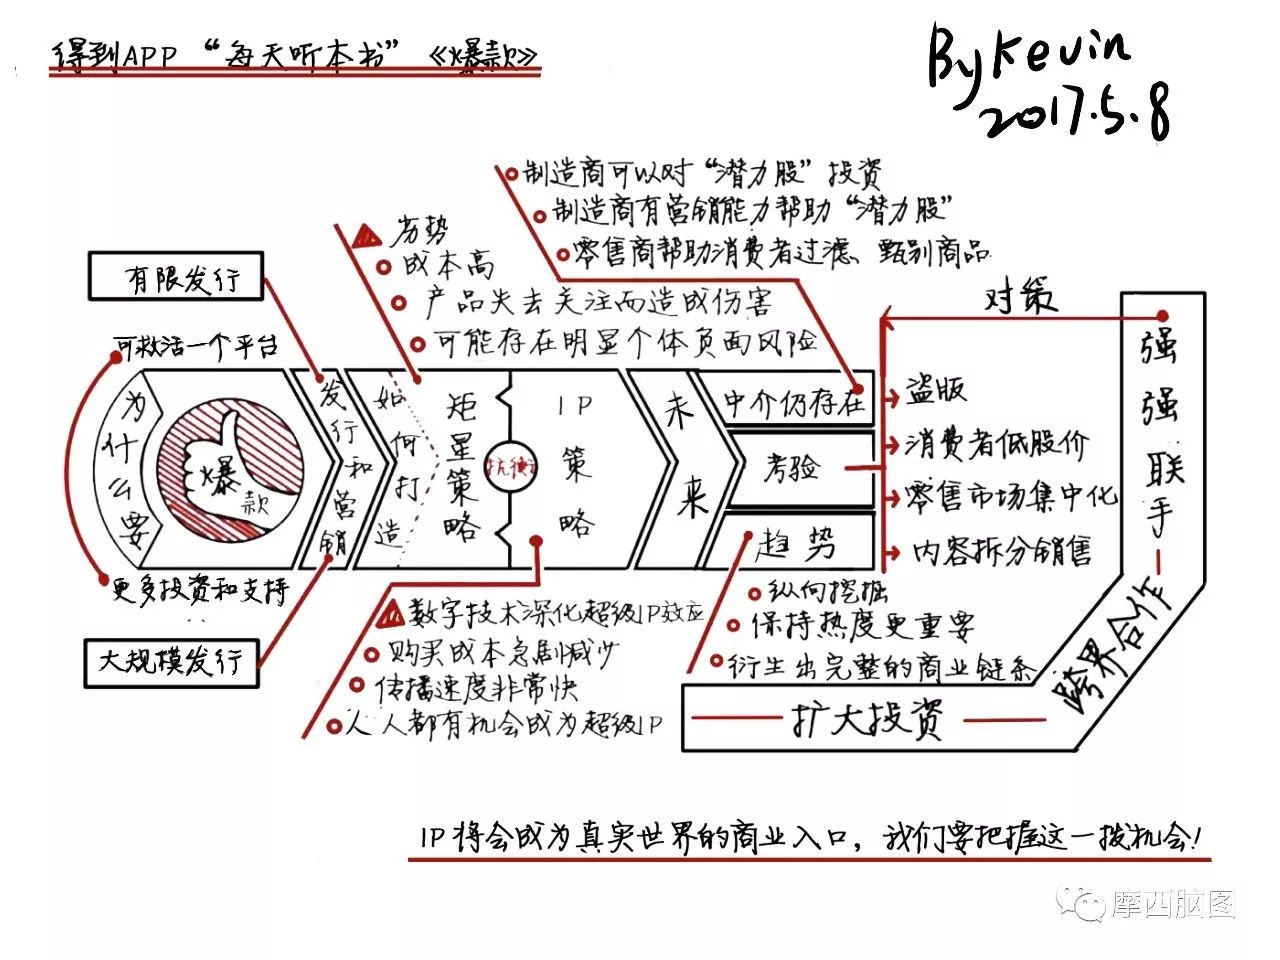 得到APP “每天听本书” 《爆款》
By Kevin
2017.5.8
制造商可以对“潜力股”投资
制造商有营销能力帮助“潜力股”
零售商帮助消费者过滤、甄别商品
劣势
成本高
产品失去关注而造成伤害
可能存在明显个体负面风险
有限发行
可救活一个平台
为什么要
爆款
更多投资和支持
大规模发行
发行和营销
如何打造
矩星策略
抗衡
IP策略
未来
中介仍存在
考验
趋势
对策
盗版
消费者低股价
零售市场集中化
内容拆分销售
强强联手
跨界合作
扩大投资
纵向挖掘
保持热度更重要
衍生出完整的商业链条
数字技术深化超级IP效应
购买成本急剧减少
传播速度非常快
人人都有机会成为超级IP
IP将会成为真实世界的商业入口，我们要把握这一拨机会!
摩西脑图